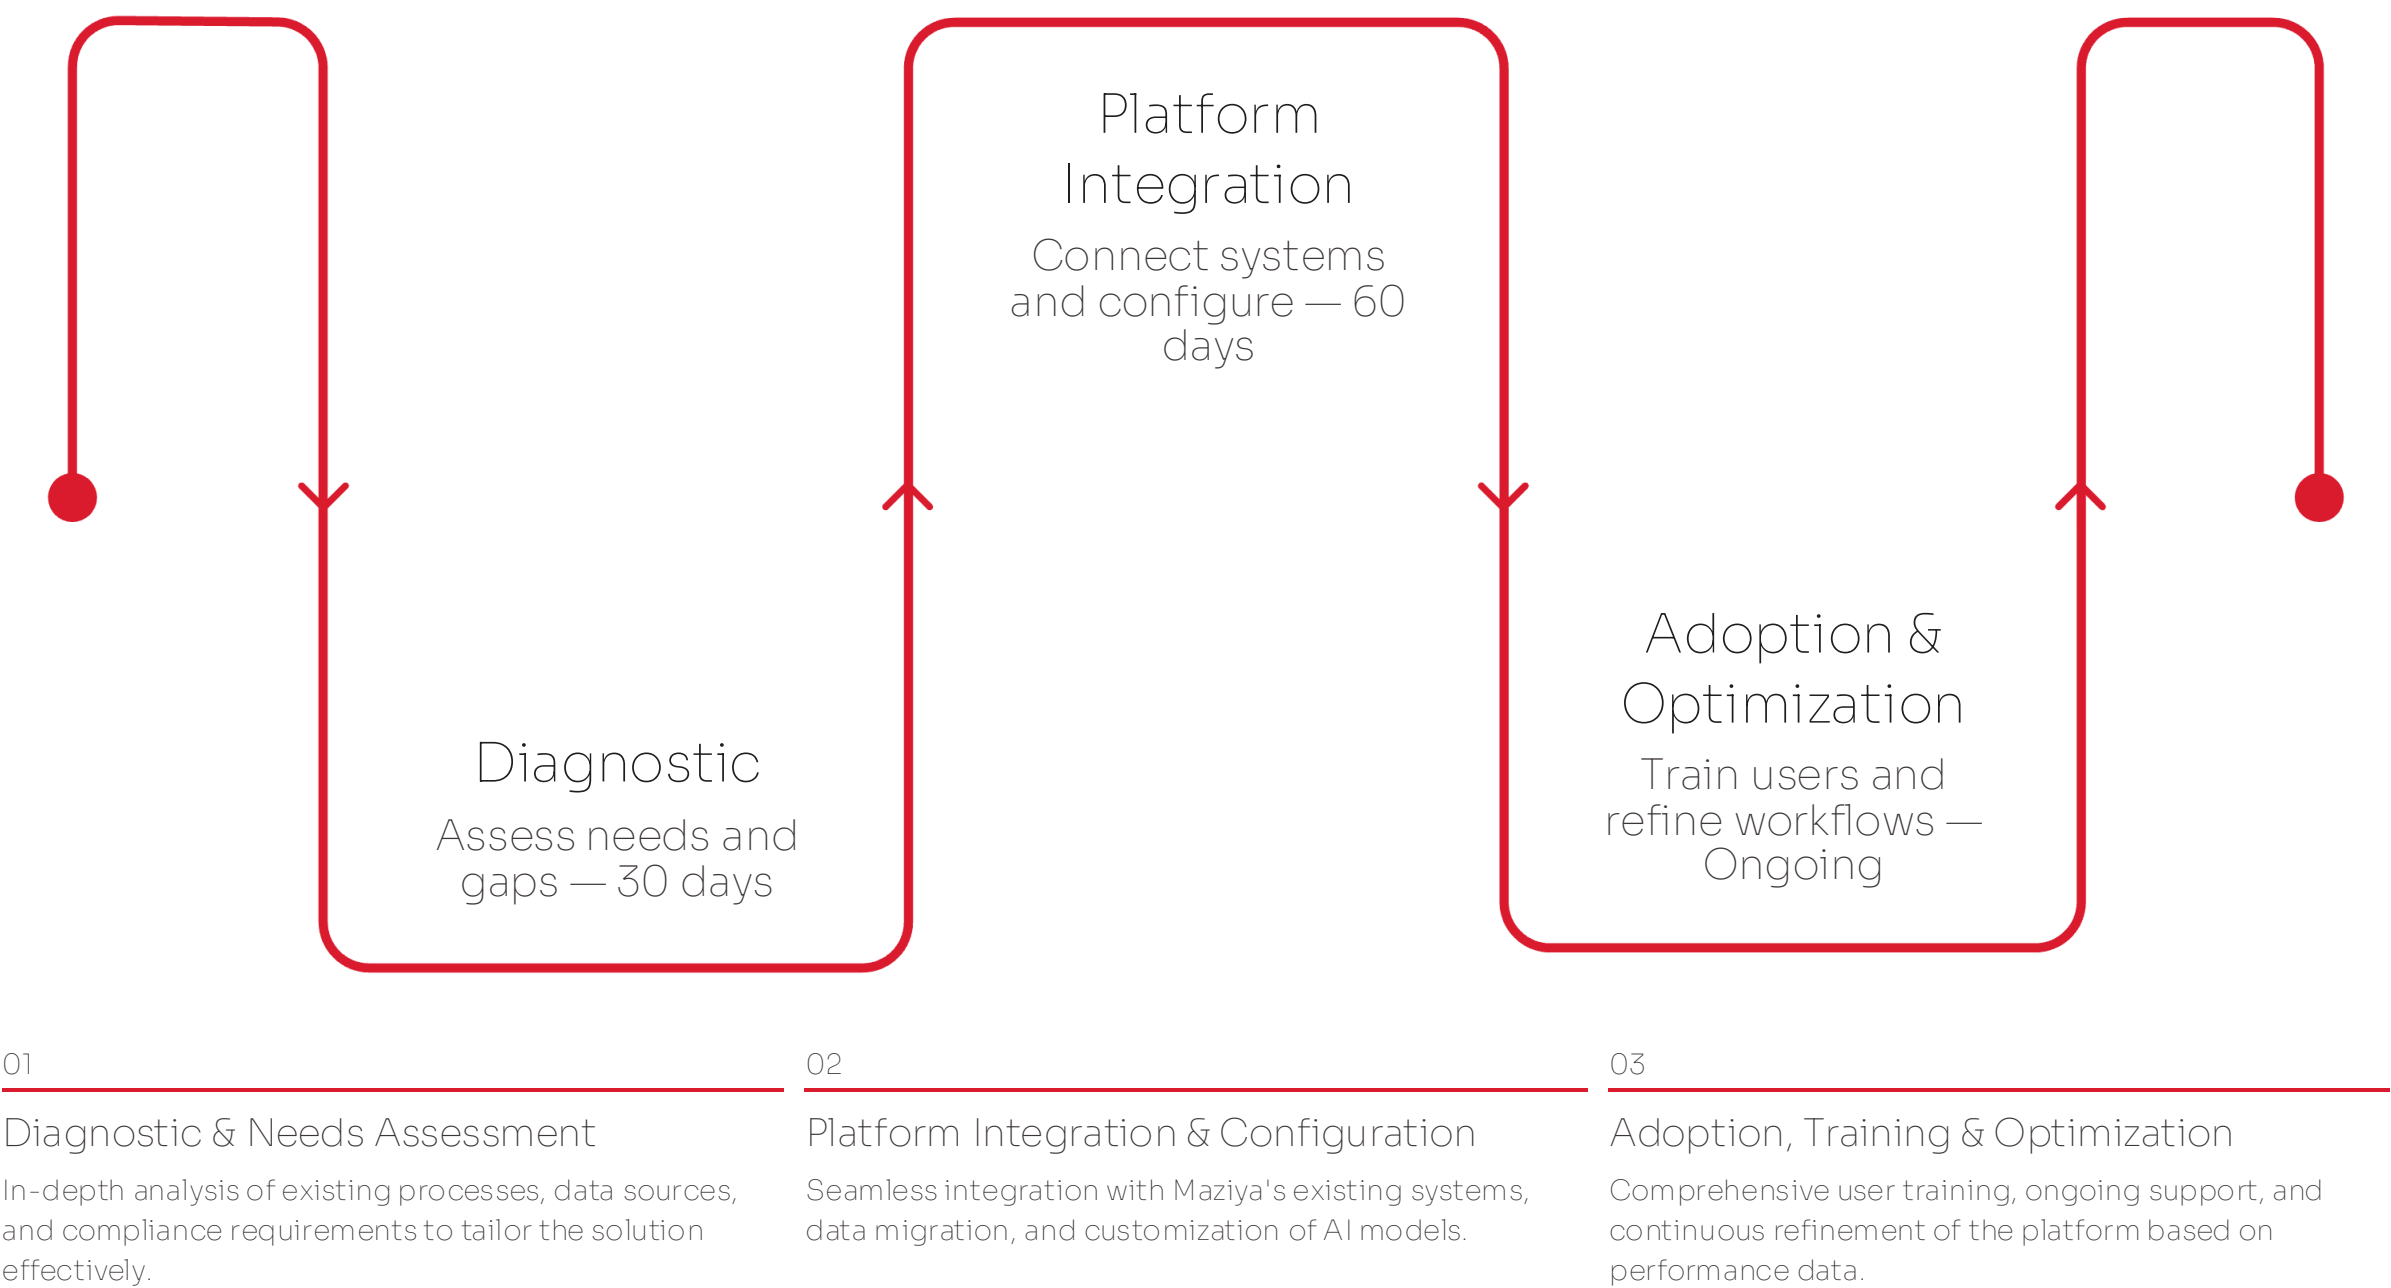 Platform
Integration
Connect systems
and configure — 60
days
Diagnostic
Assess needs and
gaps — 30 days
Adoption &
Optimization
Train users and
refine workflows —
Ongoing
01
Diagnostic & Needs Assessment
In-depth analysis of existing processes, data sources,
and compliance requirements to tailor the solution
effectively.
02
Platform Integration & Configuration
Seamless integration with Maziya's existing systems,
data migration, and customization of AI models.
03
Adoption, Training & Optimization
Comprehensive user training, ongoing support, and
continuous refinement of the platform based on
performance data.